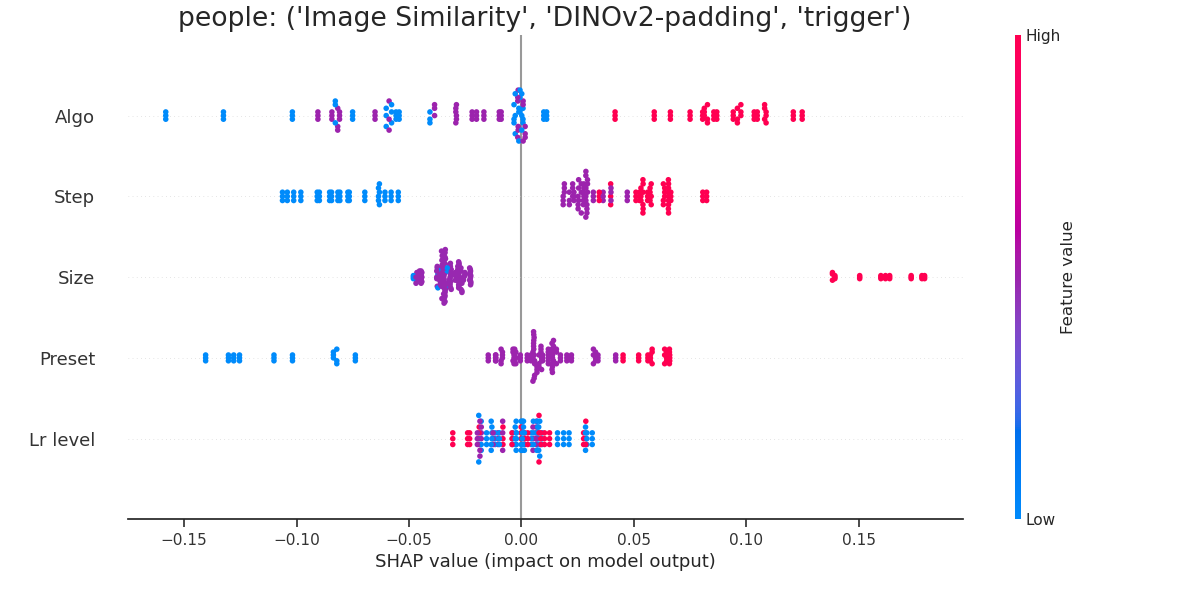 people: ('Image Similarity', 'DINOv2-padding', 'trigger')
High
Algo
Step
Size
Preset
Lr level
Feature value
Low
−0.15 −0.10 −0.05 0.00 0.05 0.10 0.15
SHAP value (impact on model output)